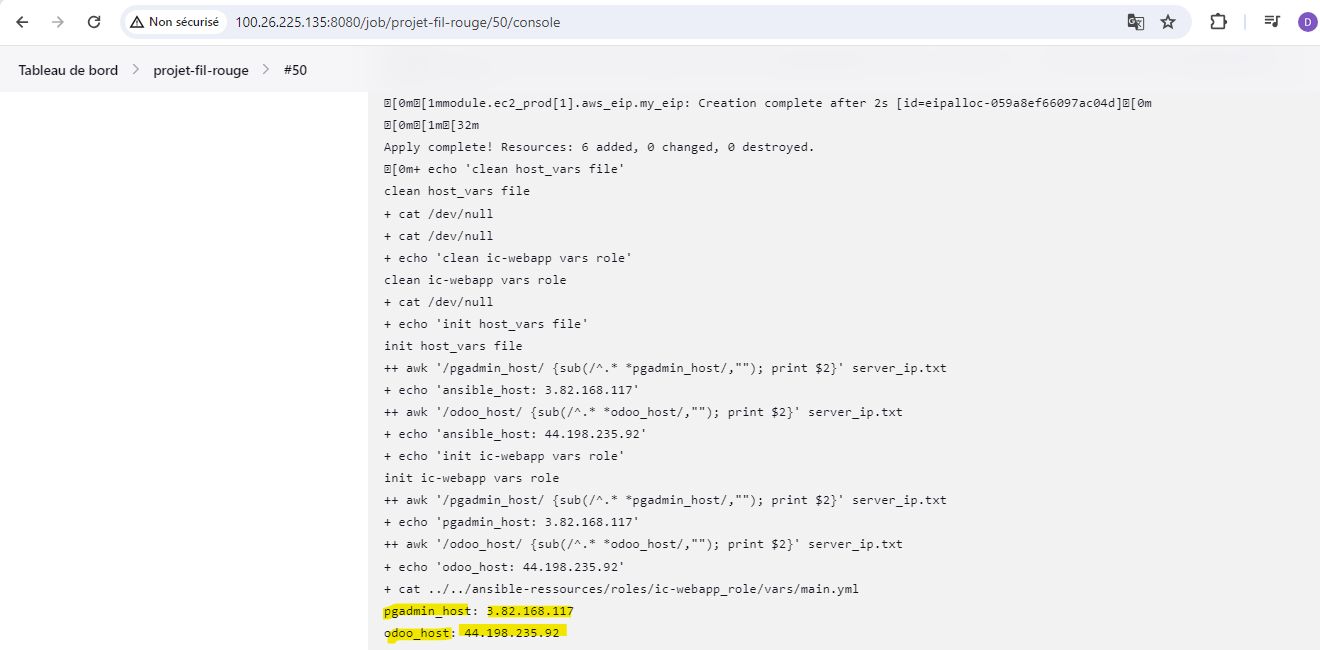 Non sécurisé 100.26.225.135:8080/job/projet-fil-rouge/50/console D
Tableau de bord > projet-fil-rouge > #50
[0m[1mmodule.ec2_prod[1].aws_eip.my_eip: Creation complete after 2s [id=eipalloc-059a8ef66097ac04d][0m
[0m[1m[32m
Apply complete! Resources: 6 added, 0 changed, 0 destroyed.
[0m+ echo 'clean host_vars file'
clean host_vars file
+ cat /dev/null
+ cat /dev/null
+ echo 'clean ic-webapp vars role'
clean ic-webapp vars role
+ cat /dev/null
+ echo 'init host_vars file'
init host_vars file
++ awk '/pgadmin_host/ {sub(/^.* *pgadmin_host/,""); print $2}' server_ip.txt
+ echo 'ansible_host: 3.82.168.117'
++ awk '/odoo_host/ {sub(/^.* *odoo_host/,""); print $2}' server_ip.txt
+ echo 'ansible_host: 44.198.235.92'
+ echo 'init ic-webapp vars role'
init ic-webapp vars role
++ awk '/pgadmin_host/ {sub(/^.* *pgadmin_host/,""); print $2}' server_ip.txt
+ echo 'pgadmin_host: 3.82.168.117'
++ awk '/odoo_host/ {sub(/^.* *odoo_host/,""); print $2}' server_ip.txt
+ echo 'odoo_host: 44.198.235.92'
+ cat ../../ansible-ressources/roles/ic-webapp_role/vars/main.yml
pgadmin_host: 3.82.168.117
odoo_host: 44.198.235.92